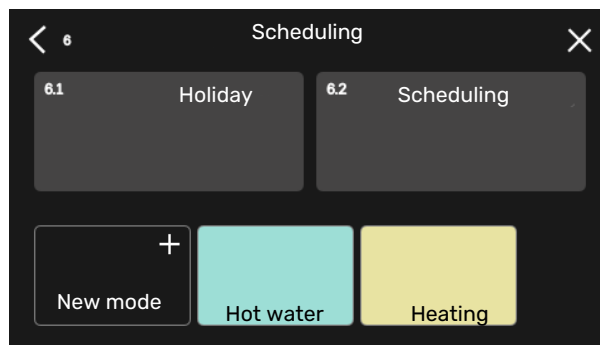 6 Scheduling
6.1 Holiday
6.2 Scheduling
New mode
Hot water
Heating